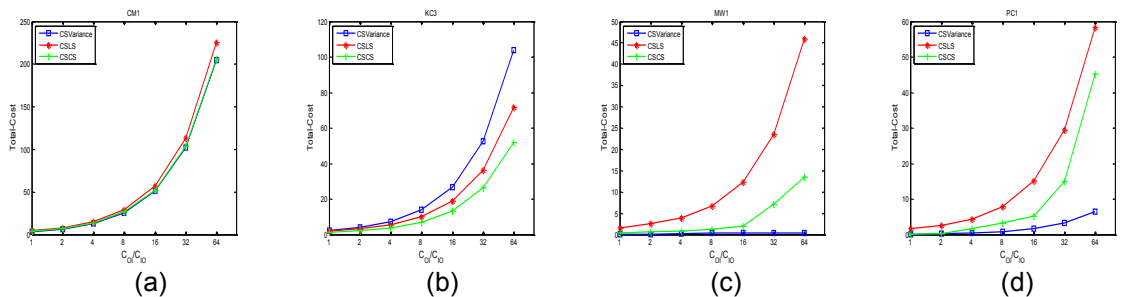 CM1
250
200
150
100
50
0
Total-Cost
CSVariance
CSLS
CSCS
1 2 4 8 16 32 64
C_OI/C_IO
(a)
KC3
120
100
80
60
40
20
0
Total-Cost
CSVariance
CSLS
CSCS
1 2 4 8 16 32 64
C_OI/C_IO
(b)
MW1
50
45
40
35
30
25
20
15
10
5
0
Total-Cost
CSVariance
CSLS
CSCS
1 2 4 8 16 32 64
C_OI/C_IO
(c)
PC1
60
50
40
30
20
10
0
Total-Cost
CSVariance
CSLS
CSCS
1 2 4 8 16 32 64
C_OI/C_IO
(d)